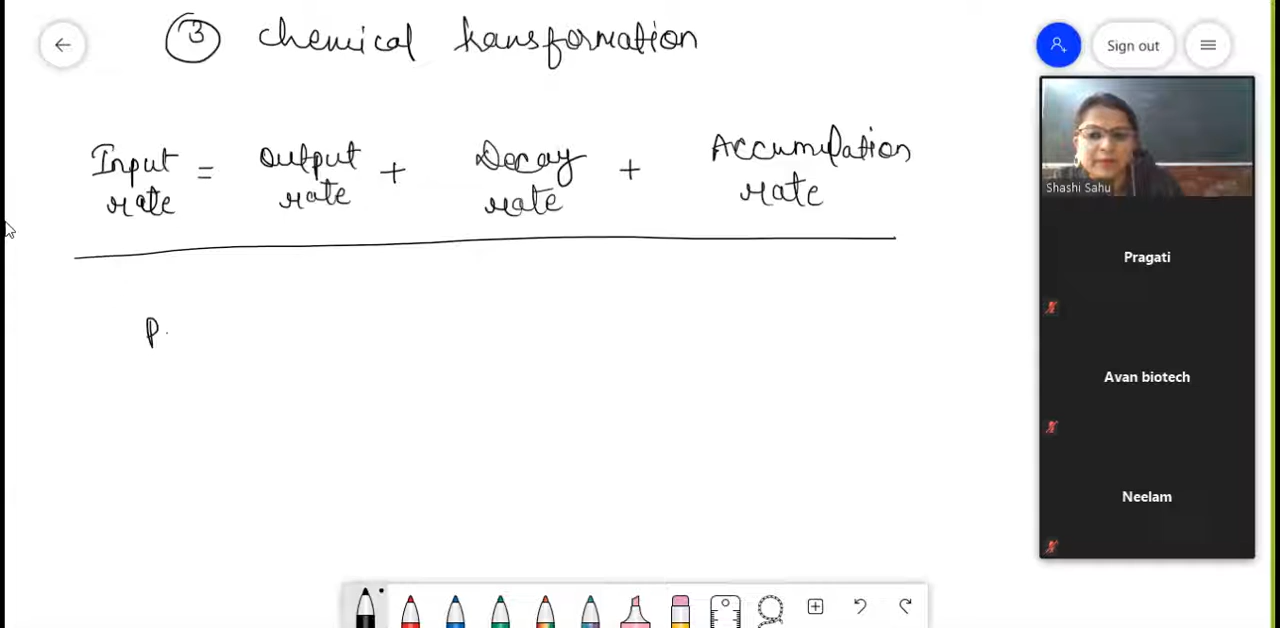 ③ chemical transformation
Sign out
Input rate = Output rate + Decay rate + Accumulation rate
Shashi Sahu
Pragati
P
Avan biotech
Neelam